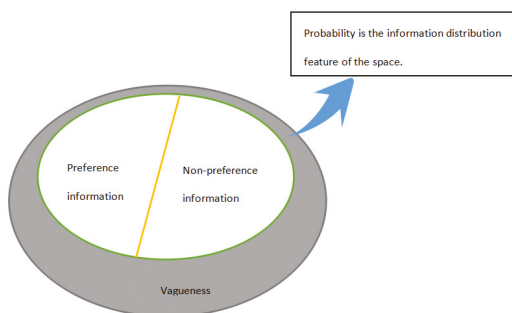 Probability is the information distribution
feature of the space.
Preference
information
Non-preference
information
Vagueness